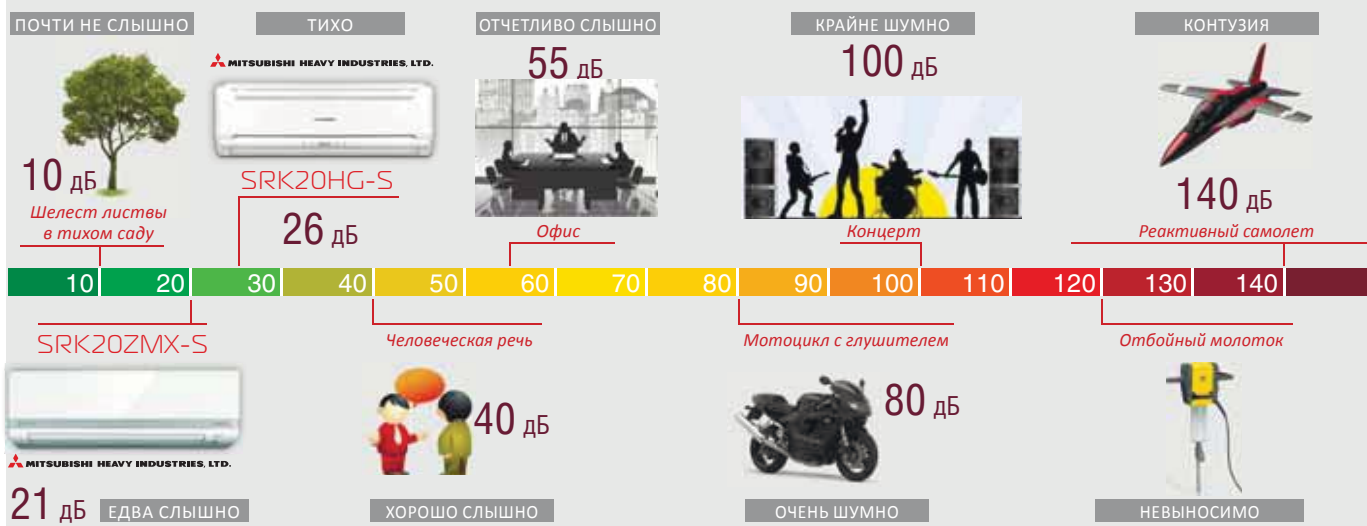 ПОЧТИ НЕ СЛЫШНО
ТИХО
ОТЧЕТЛИВО СЛЫШНО
КРАЙНЕ ШУМНО
КОНТУЗИЯ
MITSUBISHI HEAVY INDUSTRIES, LTD.
55 дБ
100 дБ
10 дБ
SRK20HG-S
140 дБ
Шелест листвы
в тихом саду
26 дБ
Офис
Концерт
Реактивный самолет
10 20 30 40 50 60 70 80 90 100 110 120 130 140
SRK20ZMX-S
Человеческая речь
Мотоцикл с глушителем
Отбойный молоток
40 дБ
80 дБ
MITSUBISHI HEAVY INDUSTRIES, LTD.
21 дБ
ЕДВА СЛЫШНО
ХОРОШО СЛЫШНО
ОЧЕНЬ ШУМНО
НЕВЫНОСИМО